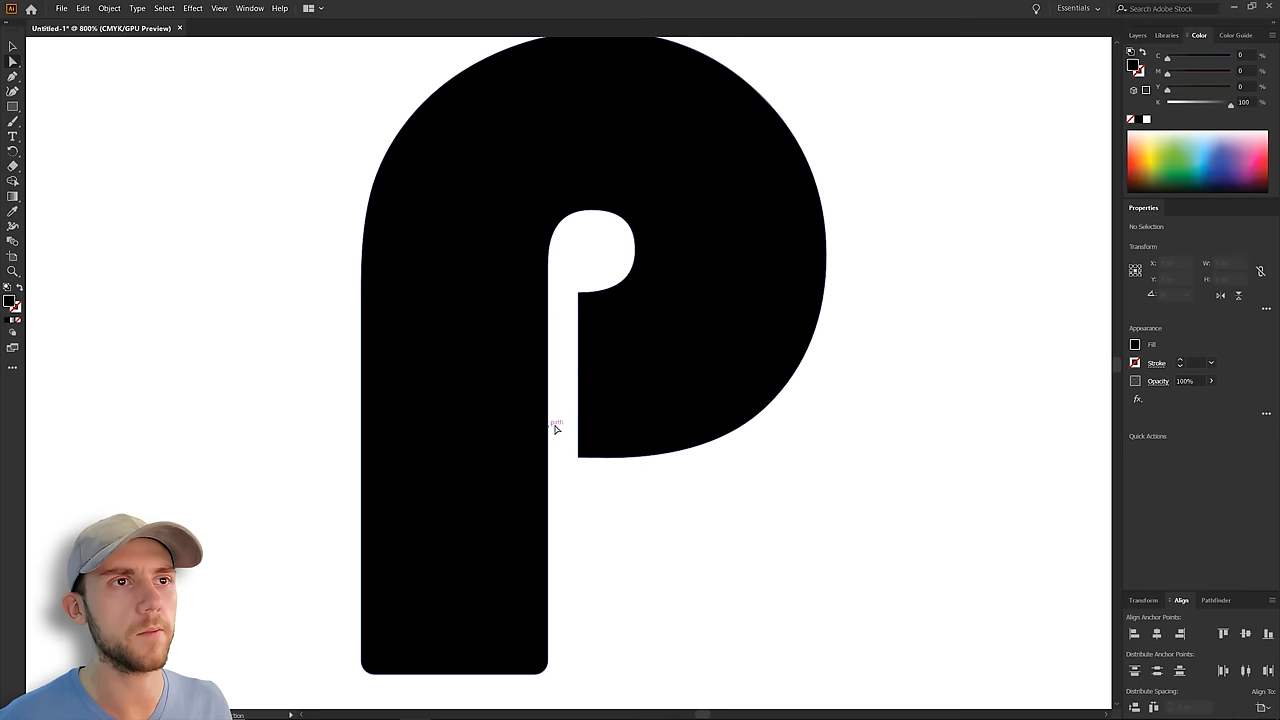 Ai File Edit Object Type Select Effect View Window Help Essentials Search Adobe Stock
Untitled-1* @ 800% (CMYK/GPU Preview) ×
Layers Libraries Color Color Guide
C 0 %
M 0 %
Y 0 %
K 100 %
Properties
No Selection
Transform
X: W:
Y: H:
Appearance
Fill
Stroke
Opacity 100%
fx
Quick Actions
path
P
Transform Align Pathfinder
Align Anchor Points:
Distribute Anchor Points:
Distribute Spacing: Align To: